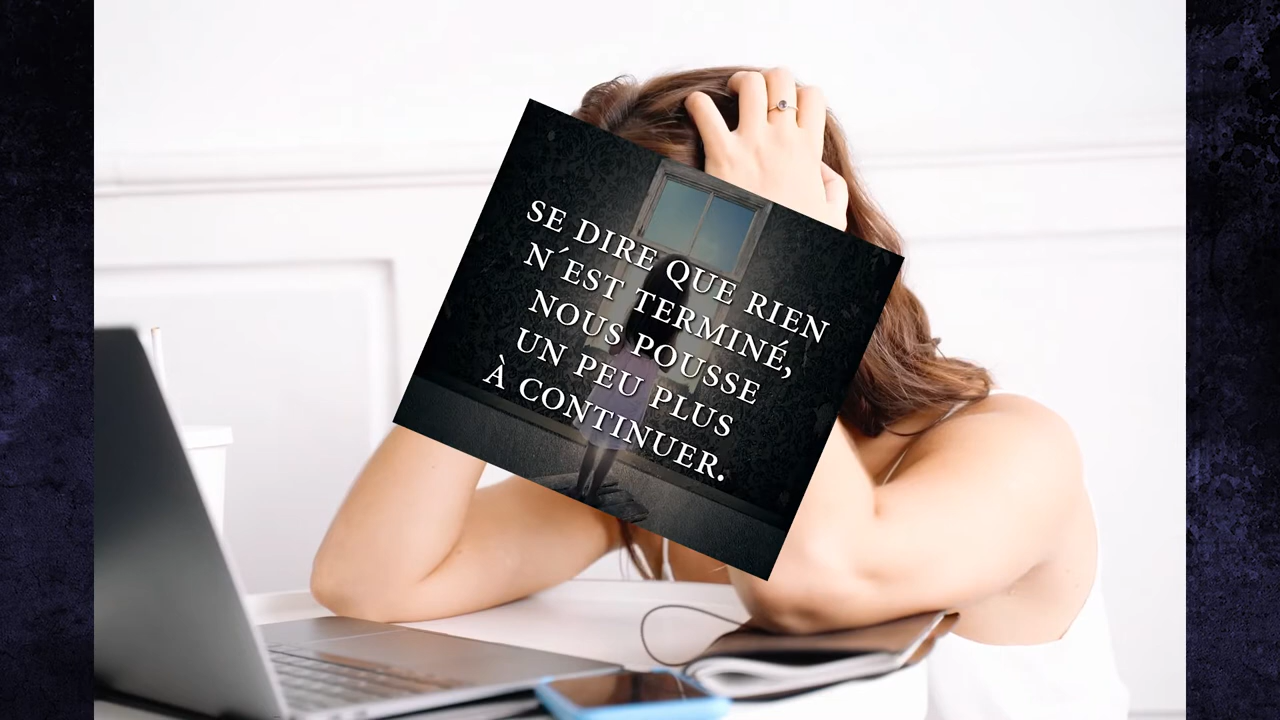 SE DIRE QUE RIEN
N´EST TERMINÉ,
NOUS POUSSE
UN PEU PLUS
À CONTINUER.